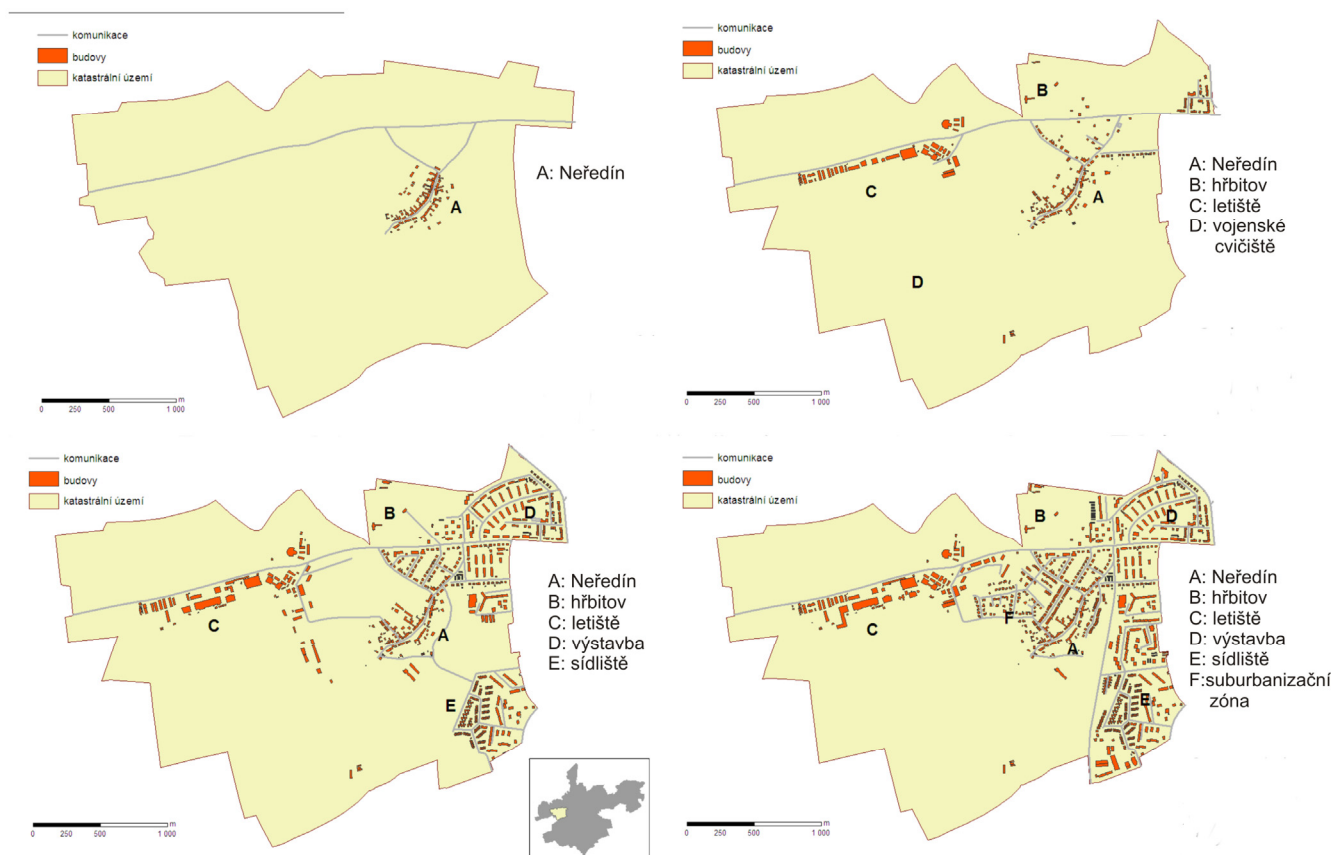 komunikace
budovy
katastrální území
A: Neředín
A
0 250 500 1 000 m
komunikace
budovy
katastrální území
B
C
A
D
A: Neředín
B: hřbitov
C: letiště
D: vojenské
cvičiště
0 250 500 1 000 m
komunikace
budovy
katastrální území
B
D
E
C
A
E
A: Neředín
B: hřbitov
C: letiště
D: výstavba
E: sídliště
0 250 500 1 000 m
komunikace
budovy
katastrální území
B
D
E
C
F
A
E
A: Neředín
B: hřbitov
C: letiště
D: výstavba
E: sídliště
F:suburbanizační
zóna
0 250 500 1 000 m